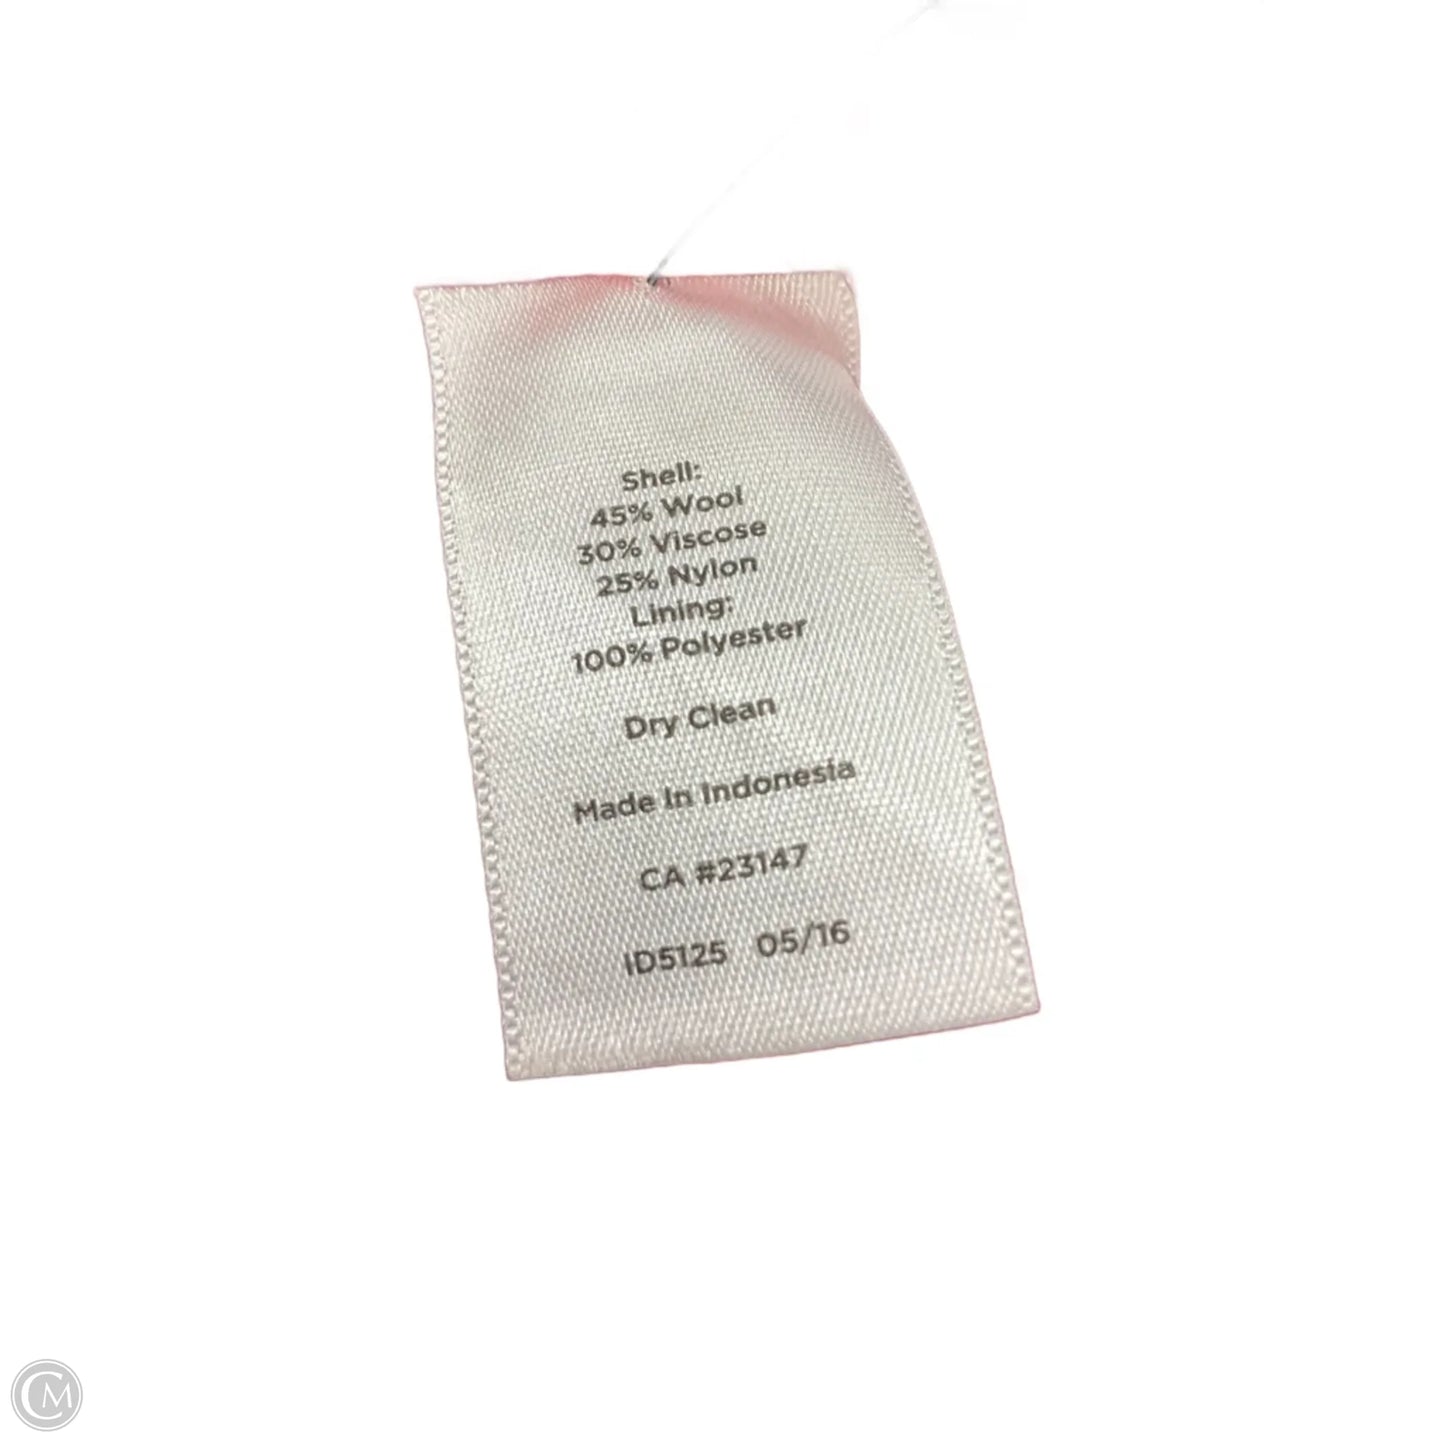 Shell:
45% Wool
30% Viscose
25% Nylon
Lining:
100% Polyester
Dry Clean
Made In Indonesia
CA #23147
ID5125 05/16
CM